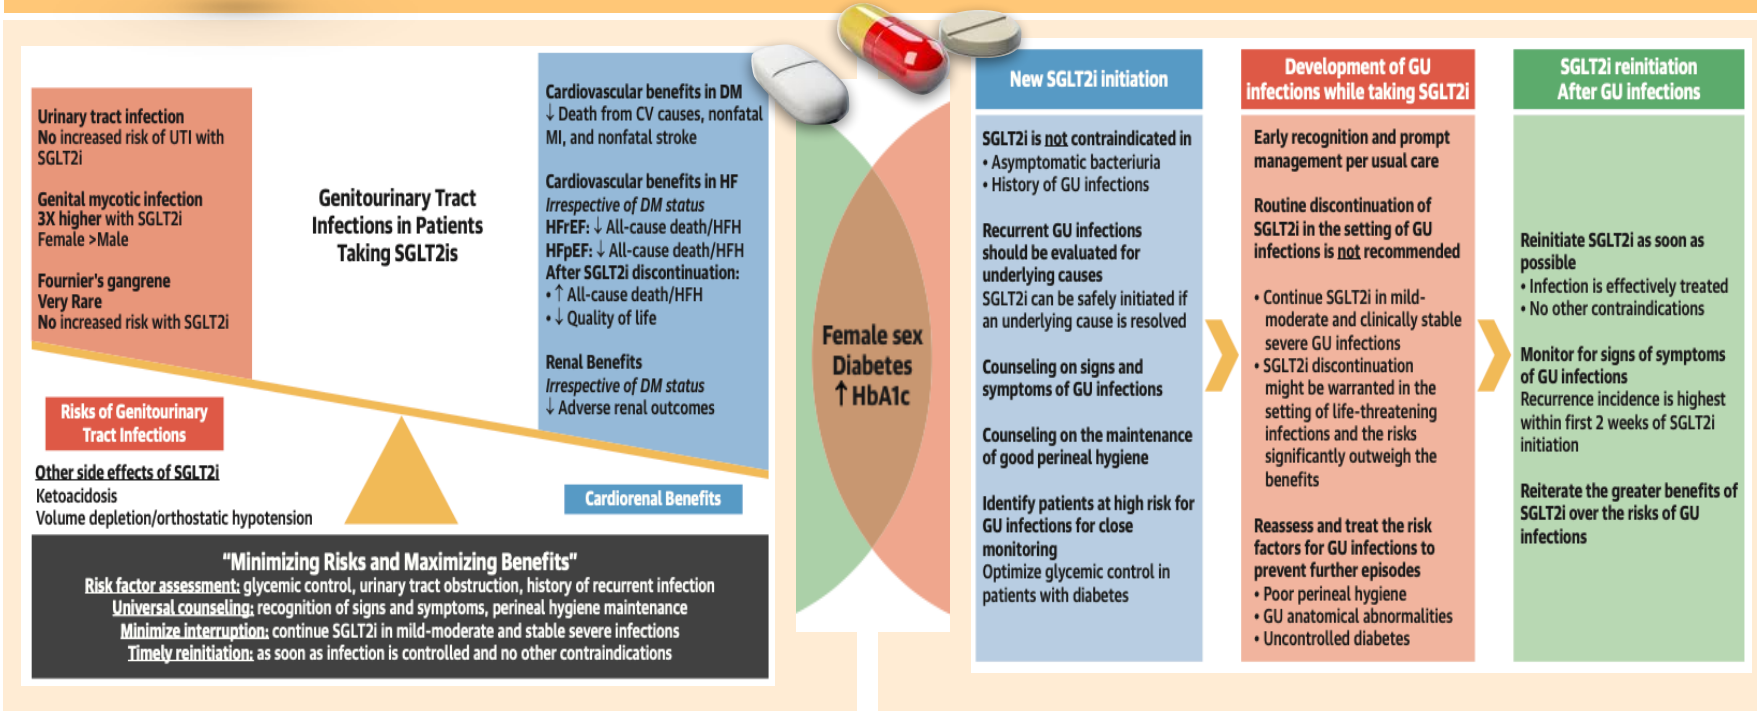 Urinary tract infection
No increased risk of UTI with
SGLT2i
Genital mycotic infection
3X higher with SGLT2i
Female >Male
Fournier's gangrene
Very Rare
No increased risk with SGLT2i
Genitourinary Tract
Infections in Patients
Taking SGLT2is
Cardiovascular benefits in DM
↓ Death from CV causes, nonfatal
MI, and nonfatal stroke
Cardiovascular benefits in HF
Irrespective of DM status
HFrEF: ↓ All-cause death/HFH
HFpEF: ↓ All-cause death/HFH
After SGLT2i discontinuation:
• ↑ All-cause death/HFH
• ↓ Quality of life
Renal Benefits
Irrespective of DM status
↓ Adverse renal outcomes
Risks of Genitourinary
Tract Infections
Other side effects of SGLT2i
Ketoacidosis
Volume depletion/orthostatic hypotension
Cardiorenal Benefits
“Minimizing Risks and Maximizing Benefits”
Risk factor assessment: glycemic control, urinary tract obstruction, history of recurrent infection
Universal counseling: recognition of signs and symptoms, perineal hygiene maintenance
Minimize interruption: continue SGLT2i in mild-moderate and stable severe infections
Timely reinitiation: as soon as infection is controlled and no other contraindications
Female sex
Diabetes
↑ HbA1c
New SGLT2i initiation
SGLT2i is not contraindicated in
• Asymptomatic bacteriuria
• History of GU infections
Recurrent GU infections
should be evaluated for
underlying causes
SGLT2i can be safely initiated if
an underlying cause is resolved
Counseling on signs and
symptoms of GU infections
Counseling on the maintenance
of good perineal hygiene
Identify patients at high risk for
GU infections for close
monitoring
Optimize glycemic control in
patients with diabetes
Development of GU
infections while taking SGLT2i
Early recognition and prompt
management per usual care
Routine discontinuation of
SGLT2i in the setting of GU
infections is not recommended
• Continue SGLT2i in mild-
moderate and clinically stable
severe GU infections
• SGLT2i discontinuation
might be warranted in the
setting of life-threatening
infections and the risks
significantly outweigh the
benefits
Reassess and treat the risk
factors for GU infections to
prevent further episodes
• Poor perineal hygiene
• GU anatomical abnormalities
• Uncontrolled diabetes
SGLT2i reinitiation
After GU infections
Reinitiate SGLT2i as soon as
possible
• Infection is effectively treated
• No other contraindications
Monitor for signs of symptoms
of GU infections
Recurrence incidence is highest
within first 2 weeks of SGLT2i
initiation
Reiterate the greater benefits of
SGLT2i over the risks of GU
infections